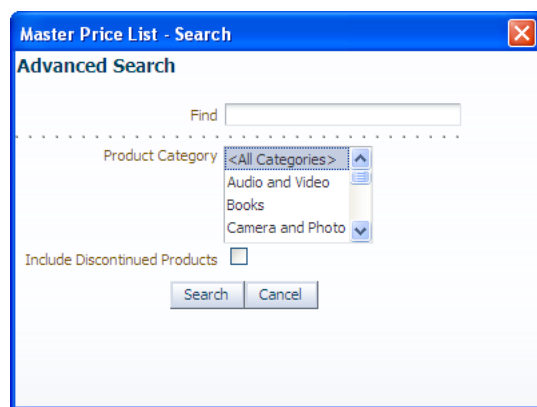 Master Price List - Search
Advanced Search
Find
Product Category
<All Categories>
Audio and Video
Books
Camera and Photo
Include Discontinued Products
Search
Cancel